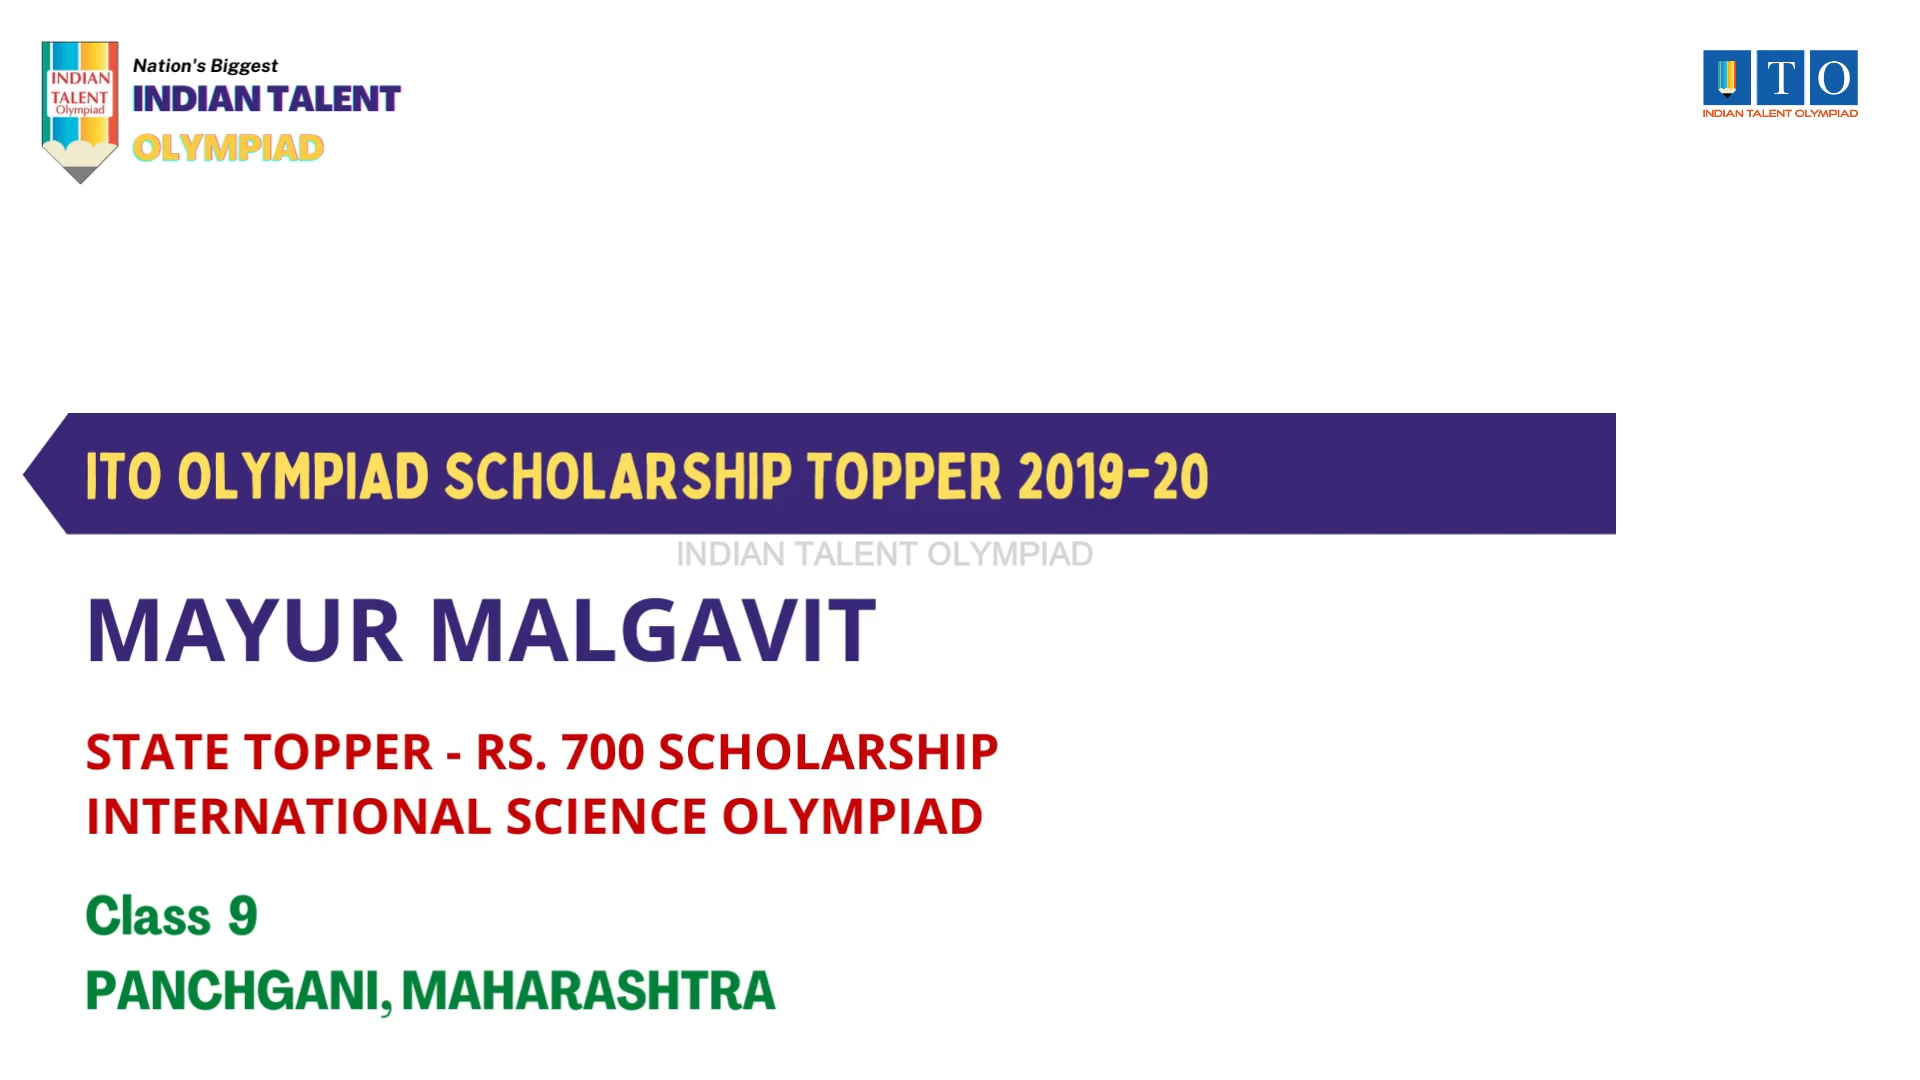 Nation's Biggest
INDIAN TALENT
OLYMPIAD
INDIAN
TALENT
Olympiad
T O
INDIAN TALENT OLYMPIAD
ITO OLYMPIAD SCHOLARSHIP TOPPER 2019-20
INDIAN TALENT OLYMPIAD
MAYUR MALGAVIT
STATE TOPPER - RS. 700 SCHOLARSHIP
INTERNATIONAL SCIENCE OLYMPIAD
Class 9
PANCHGANI, MAHARASHTRA